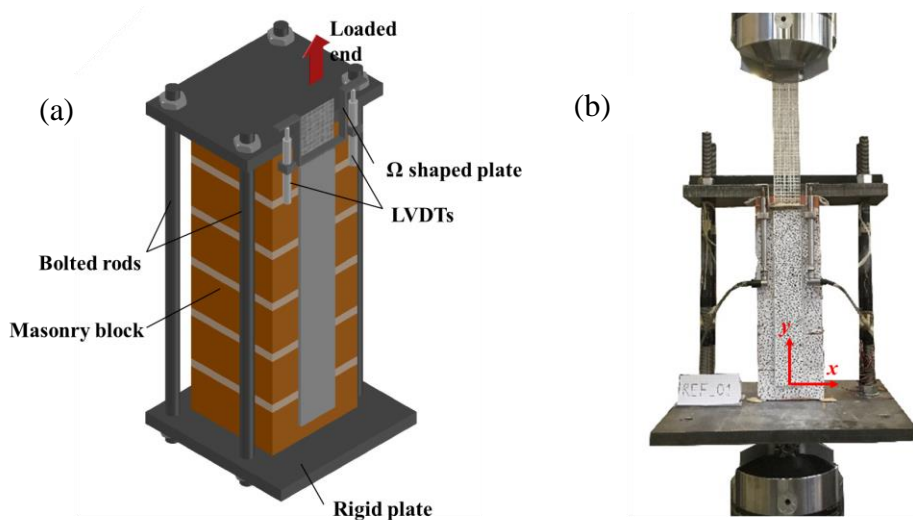 Loaded
end
(a)
(b)
Ω shaped plate
LVDTs
Bolted rods
Masonry block
y
x
REF_01
Rigid plate